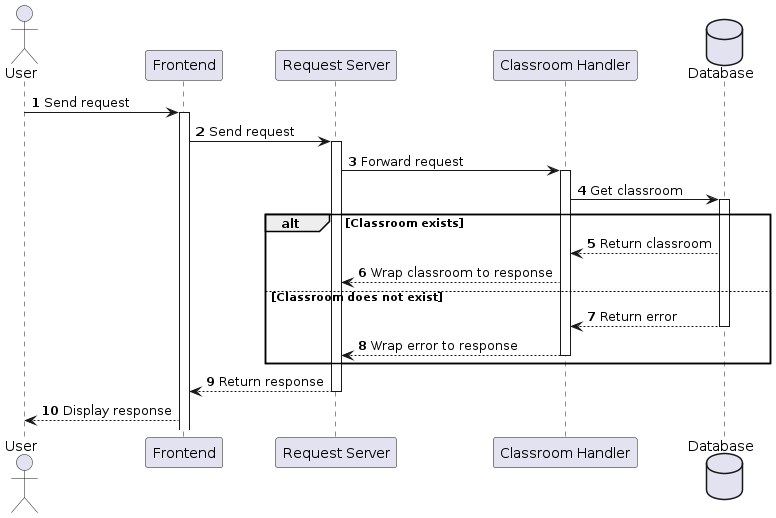 User
Frontend
Request Server
Classroom Handler
Database
1 Send request
2 Send request
3 Forward request
4 Get classroom
alt [Classroom exists]
5 Return classroom
6 Wrap classroom to response
[Classroom does not exist]
7 Return error
8 Wrap error to response
9 Return response
10 Display response
User
Frontend
Request Server
Classroom Handler
Database